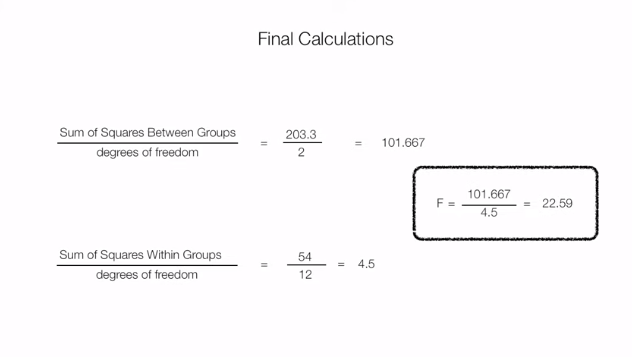 Final Calculations
Sum of Squares Between Groups
degrees of freedom
=
203.3
2
=
101.667
F =
101.667
4.5
=
22.59
Sum of Squares Within Groups
degrees of freedom
=
54
12
=
4.5